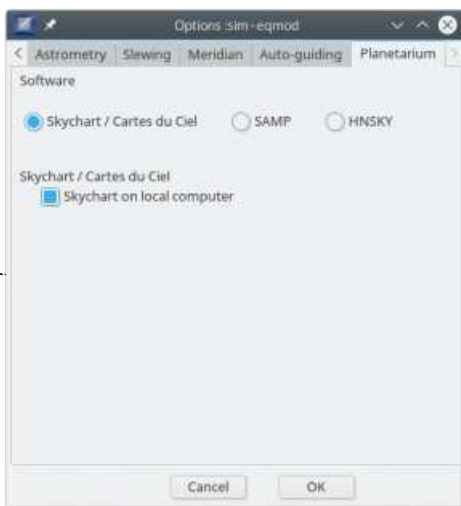 Options :sim-eqmod
Astrometry Slewing Meridian Auto-guiding Planetarium
Software
Skychart / Cartes du Ciel SAMP HNSKY
Skychart / Cartes du Ciel
Skychart on local computer
Cancel OK